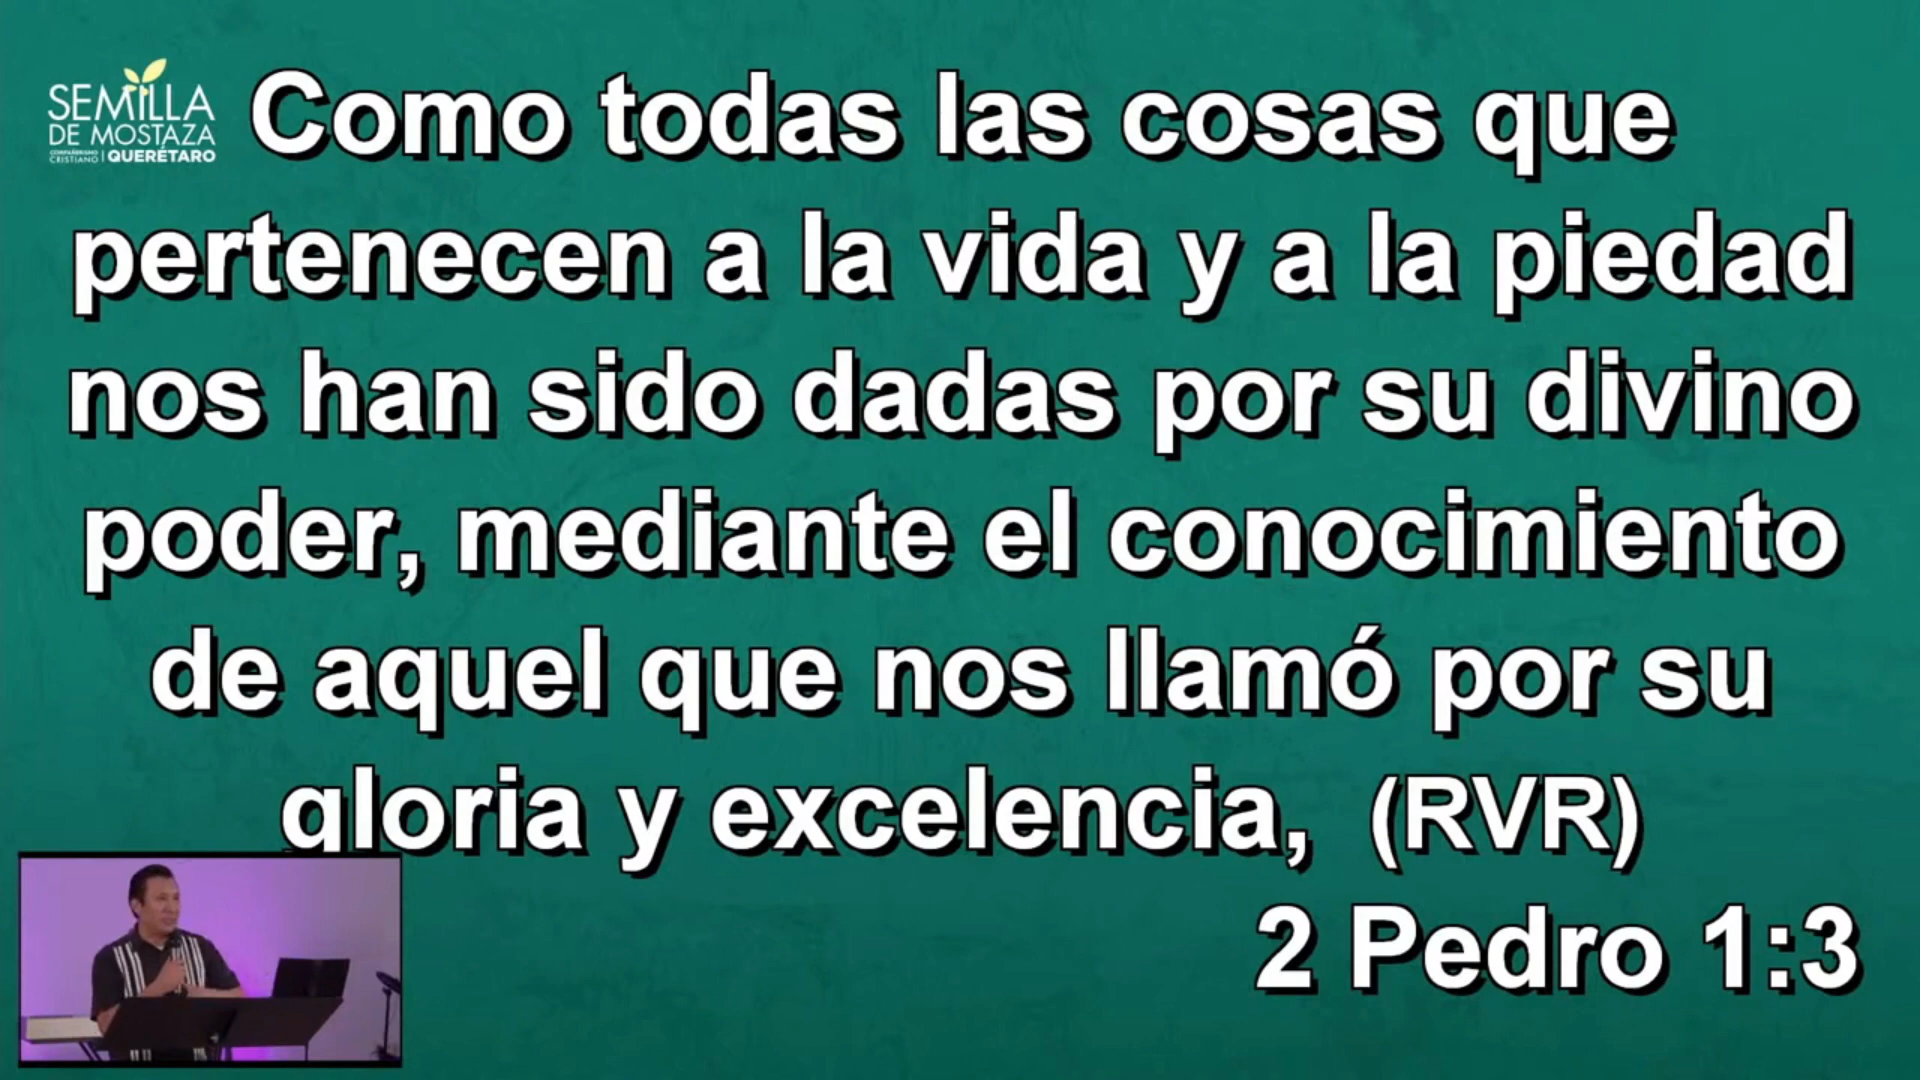 SEMILLA
DE MOSTAZA
COMPAÑERISMO
CRISTIANO | QUERÉTARO
Como todas las cosas que
pertenecen a la vida y a la piedad
nos han sido dadas por su divino
poder, mediante el conocimiento
de aquel que nos llamó por su
gloria y excelencia, (RVR)
2 Pedro 1:3